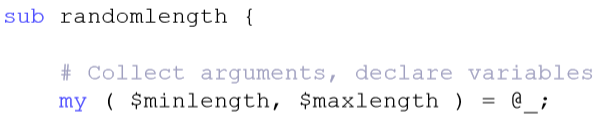 sub randomlength {
# Collect arguments, declare variables
my ( $minlength, $maxlength ) = @_;